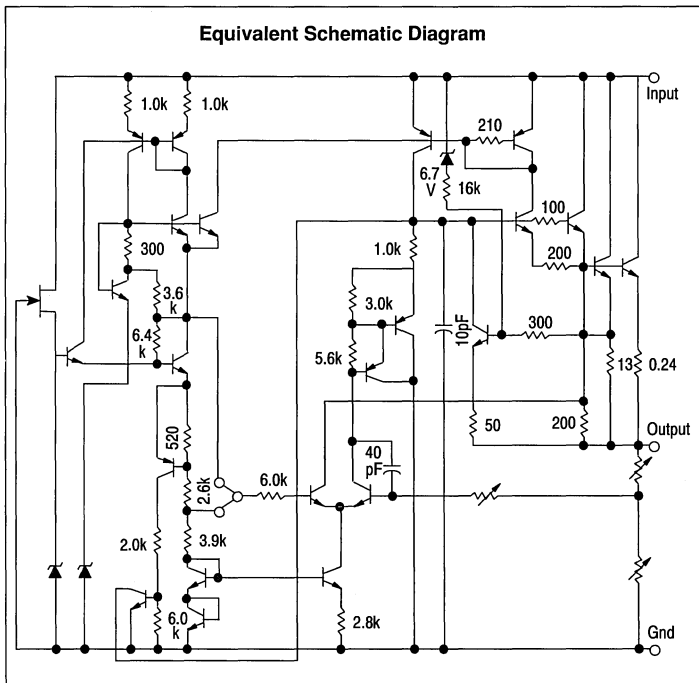 Equivalent Schematic Diagram
Input
1.0k
1.0k
210
6.7
V
16k
100
300
1.0k
200
3.6
k
3.0k
10pF
300
6.4
k
5.6k
13
0.24
520
50
200
Output
40
pF
2.6k
6.0k
2.0k
3.9k
6.0
k
2.8k
Gnd